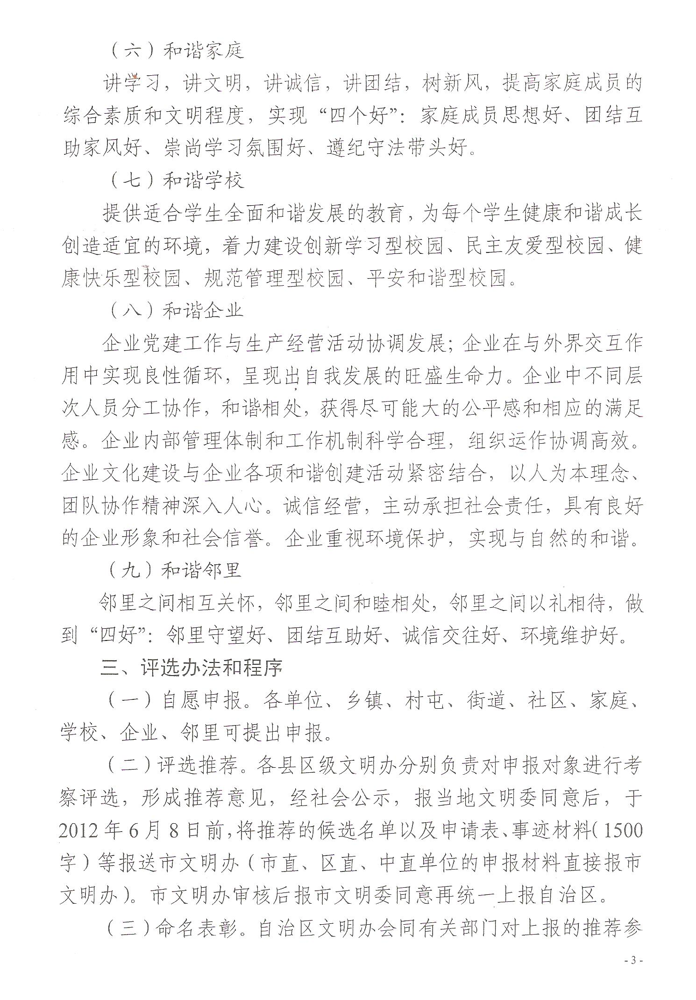 （六）和谐家庭
讲学习，讲文明，讲诚信，讲团结，树新风，提高家庭成员的
综合素质和文明程度，实现“四个好”：家庭成员思想好、团结互
助家风好、崇尚学习氛围好、遵纪守法带头好。
（七）和谐学校
提供适合学生全面和谐发展的教育，为每个学生健康和谐成长
创造适宜的环境，着力建设创新学习型校园、民主友爱型校园、健
康快乐型校园、规范管理型校园、平安和谐型校园。
（八）和谐企业
企业党建工作与生产经营活动协调发展；企业在与外界交互作
用中实现良性循环，呈现出自我发展的旺盛生命力。企业中不同层
次人员分工协作，和谐相处，获得尽可能大的公平感和相应的满足
感。企业内部管理体制和工作机制科学合理，组织运作协调高效。
企业文化建设与企业各项和谐创建活动紧密结合，以人为本理念、
团队协作精神深入人心。诚信经营，主动承担社会责任，具有良好
的企业形象和社会信誉。企业重视环境保护，实现与自然的和谐。
（九）和谐邻里
邻里之间相互关怀，邻里之间和睦相处，邻里之间以礼相待，做
到“四好”：邻里守望好、团结互助好、诚信交往好、环境维护好。
三、评选办法和程序
（一）自愿申报。各单位、乡镇、村屯、街道、社区、家庭、
学校、企业、邻里可提出申报。
（二）评选推荐。各县区级文明办分别负责对申报对象进行考
察评选，形成推荐意见，经社会公示，报当地文明委同意后，于
2012年6月8日前,将推荐的候选名单以及申请表、事迹材料（1500
字）等报送市文明办（市直、区直、中直单位的申报材料直接报市
文明办）。市文明办审核后报市文明委同意再统一上报自治区。
（三）命名表彰。自治区文明办会同有关部门对上报的推荐参
- 3 -